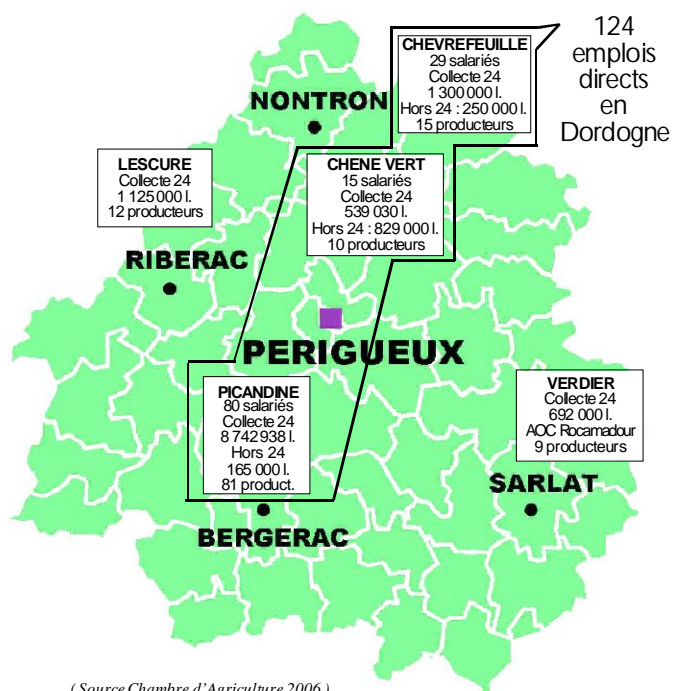 124
emplois
directs
en
Dordogne
CHEVREFEUILLE
29 salariés
Collecte 24
1 300 000 l.
Hors 24 : 250 000 l.
15 producteurs
NONTRON
LESCURE
Collecte 24
1 125 000 l.
12 producteurs
CHENE VERT
15 salariés
Collecte 24
539 030 l.
Hors 24 : 829 000 l.
10 producteurs
RIBERAC
PERIGUEUX
PICANDINE
80 salariés
Collecte 24
8 742 938 l.
Hors 24
165 000 l.
81 product.
VERDIER
Collecte 24
692 000 l.
AOC Rocamadour
9 producteurs
SARLAT
BERGERAC
( Source Chambre d'Agriculture 2006 )